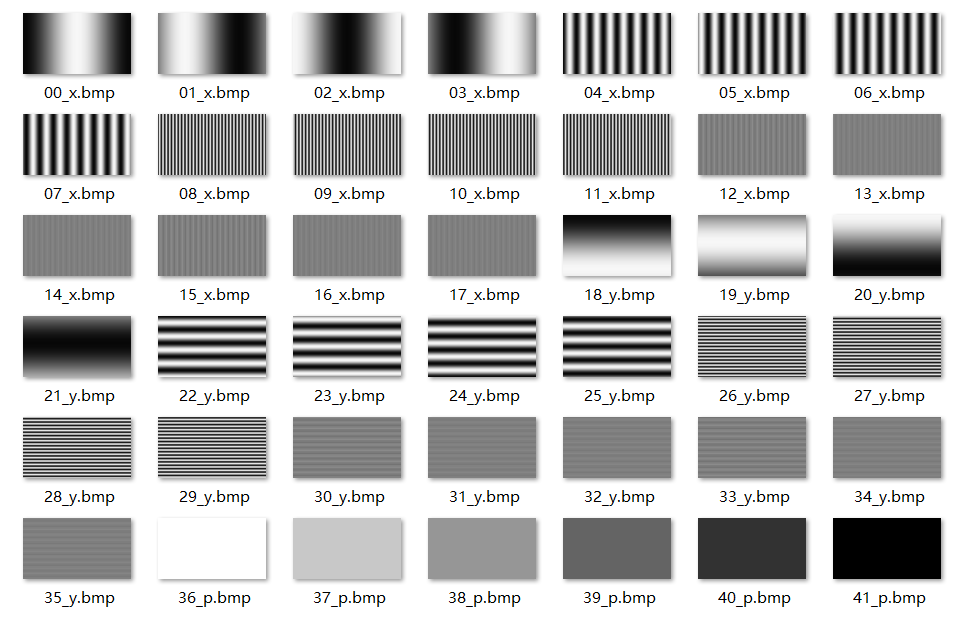 00_x.bmp 01_x.bmp 02_x.bmp 03_x.bmp 04_x.bmp 05_x.bmp 06_x.bmp
07_x.bmp 08_x.bmp 09_x.bmp 10_x.bmp 11_x.bmp 12_x.bmp 13_x.bmp
14_x.bmp 15_x.bmp 16_x.bmp 17_x.bmp 18_y.bmp 19_y.bmp 20_y.bmp
21_y.bmp 22_y.bmp 23_y.bmp 24_y.bmp 25_y.bmp 26_y.bmp 27_y.bmp
28_y.bmp 29_y.bmp 30_y.bmp 31_y.bmp 32_y.bmp 33_y.bmp 34_y.bmp
35_y.bmp 36_p.bmp 37_p.bmp 38_p.bmp 39_p.bmp 40_p.bmp 41_p.bmp